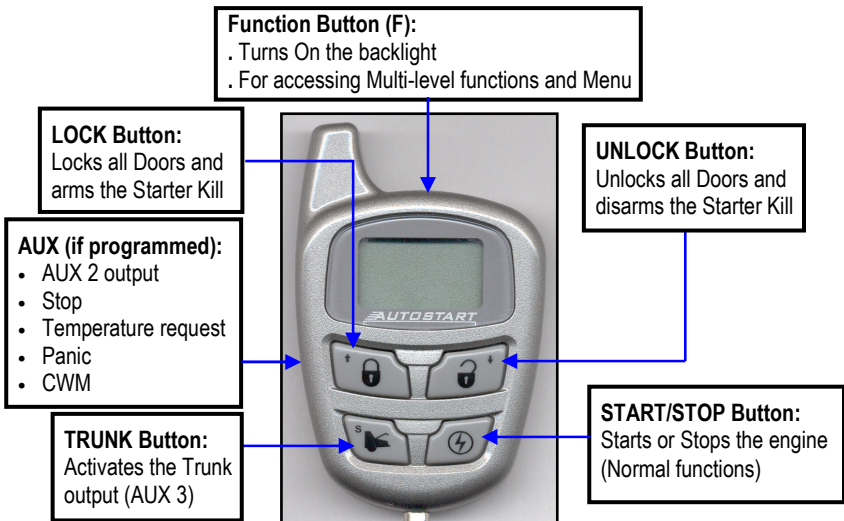 Function Button (F):
. Turns On the backlight
. For accessing Multi-level functions and Menu
LOCK Button:
Locks all Doors and
arms the Starter Kill
UNLOCK Button:
Unlocks all Doors and
disarms the Starter Kill
AUX (if programmed):
• AUX 2 output
• Stop
• Temperature request
• Panic
• CWM
AUTOSTART
S
TRUNK Button:
Activates the Trunk
output (AUX 3)
START/STOP Button:
Starts or Stops the engine
(Normal functions)